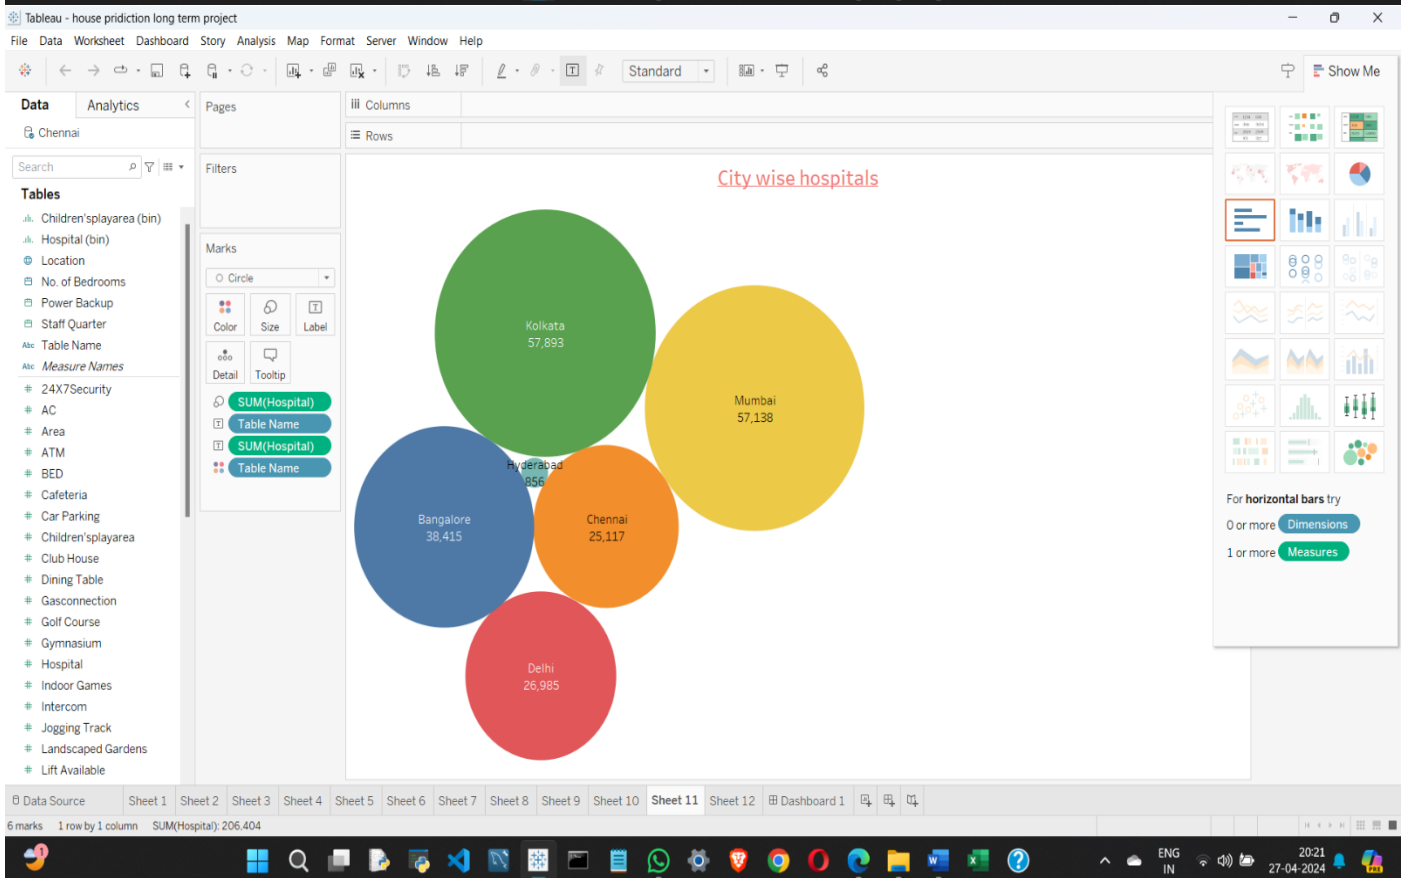 Tableau - house pridiction long term project
File Data Worksheet Dashboard Story Analysis Map Format Server Window Help
Standard
Show Me
Data Analytics
Chennai
Search
Tables
Children'splayarea (bin)
Hospital (bin)
Location
No. of Bedrooms
Power Backup
Staff Quarter
Abc Table Name
Abc Measure Names
# 24X7Security
# AC
# Area
# ATM
# BED
# Cafeteria
# Car Parking
# Children'splayarea
# Club House
# Dining Table
# Gasconnection
# Golf Course
# Gymnasium
# Hospital
# Indoor Games
# Intercom
# Jogging Track
# Landscaped Gardens
# Lift Available
Pages
Filters
Marks
Circle
Color Size Label
Detail Tooltip
SUM(Hospital)
Table Name
SUM(Hospital)
Table Name
Columns
Rows
City wise hospitals
Kolkata
57,893
Mumbai
57,138
Hyderabad
856
Bangalore
38,415
Chennai
25,117
Delhi
26,985
For horizontal bars try
0 or more Dimensions
1 or more Measures
Data Source Sheet 1 Sheet 2 Sheet 3 Sheet 4 Sheet 5 Sheet 6 Sheet 7 Sheet 8 Sheet 9 Sheet 10 Sheet 11 Sheet 12 Dashboard 1
6 marks 1 row by 1 column SUM(Hospital): 206,404
1
ENG
IN
20:21
27-04-2024
PRE